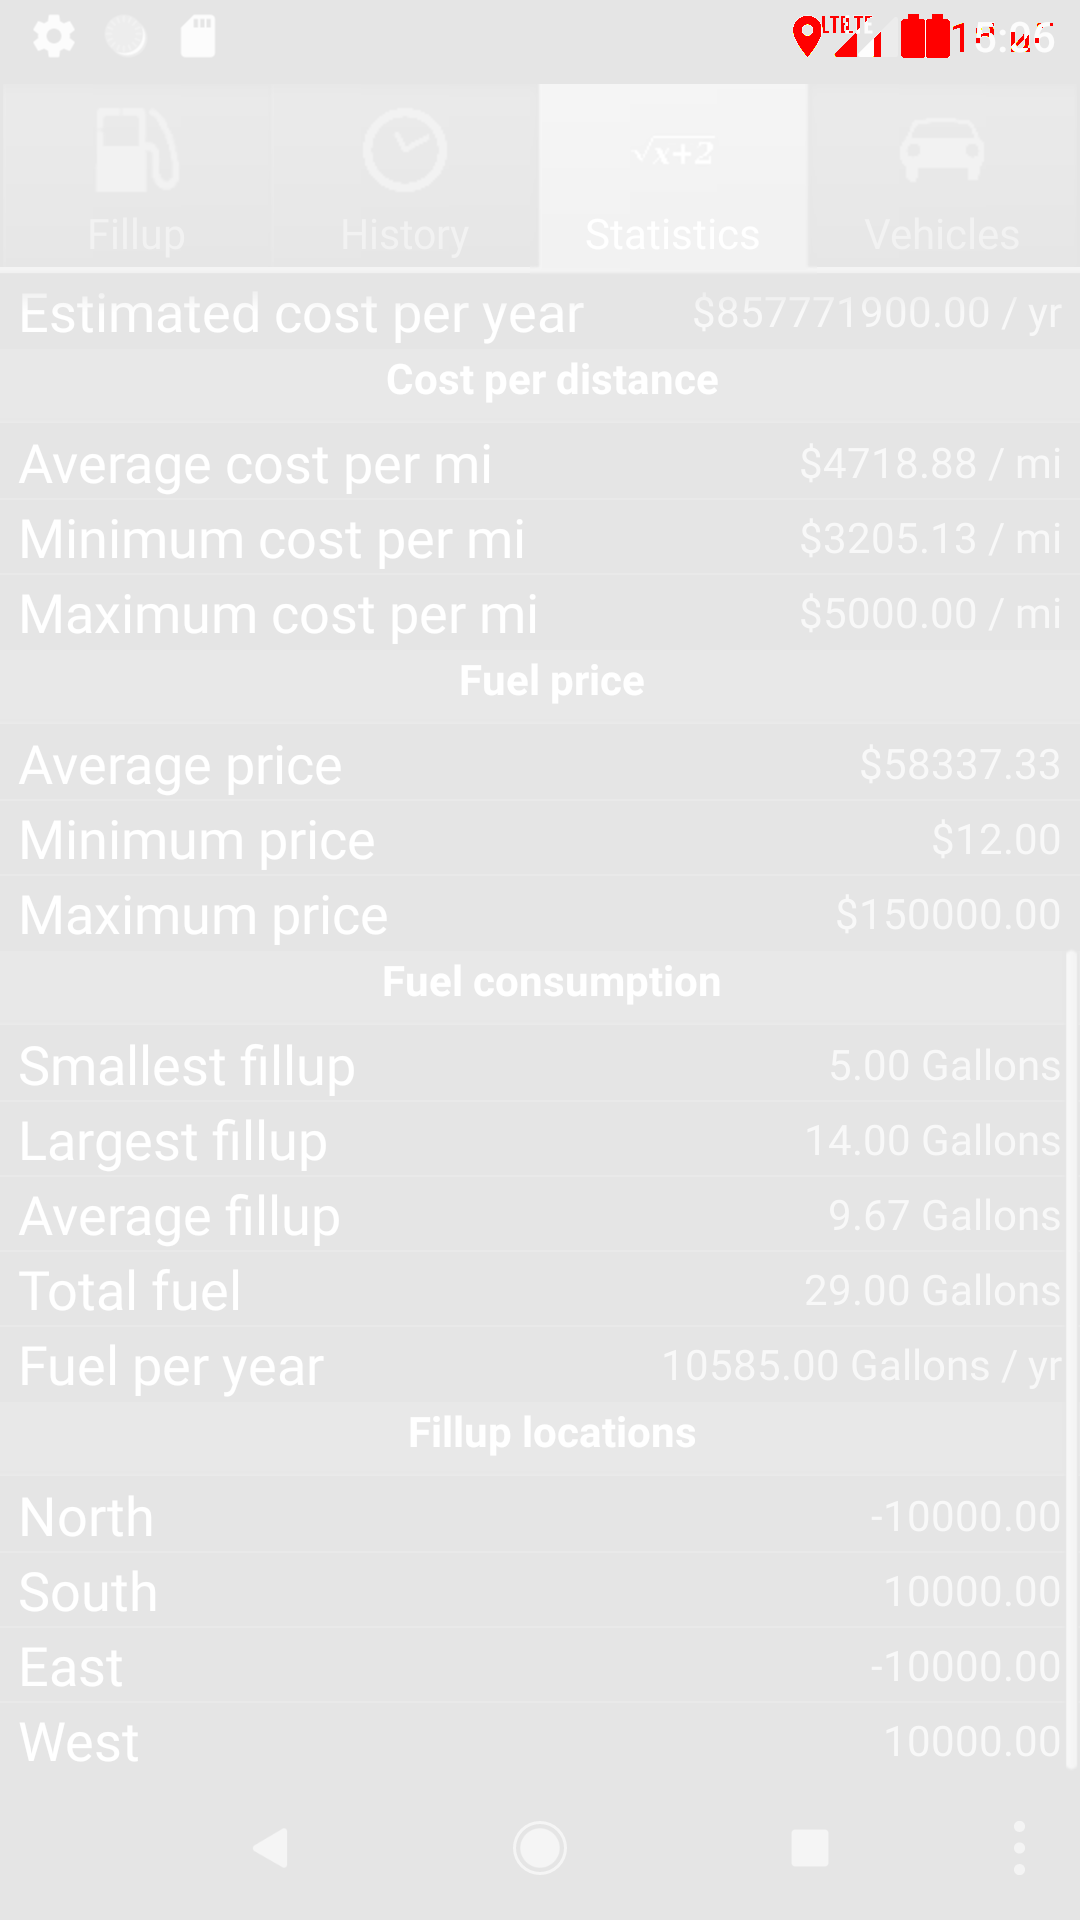 Fillup History √x+2 Statistics Vehicles
Estimated cost per year $857771900.00 / yr
Cost per distance
Average cost per mi $4718.88 / mi
Minimum cost per mi $3205.13 / mi
Maximum cost per mi $5000.00 / mi
Fuel price
Average price $58337.33
Minimum price $12.00
Maximum price $150000.00
Fuel consumption
Smallest fillup 5.00 Gallons
Largest fillup 14.00 Gallons
Average fillup 9.67 Gallons
Total fuel 29.00 Gallons
Fuel per year 10585.00 Gallons / yr
Fillup locations
North -10000.00
South 10000.00
East -10000.00
West 10000.00